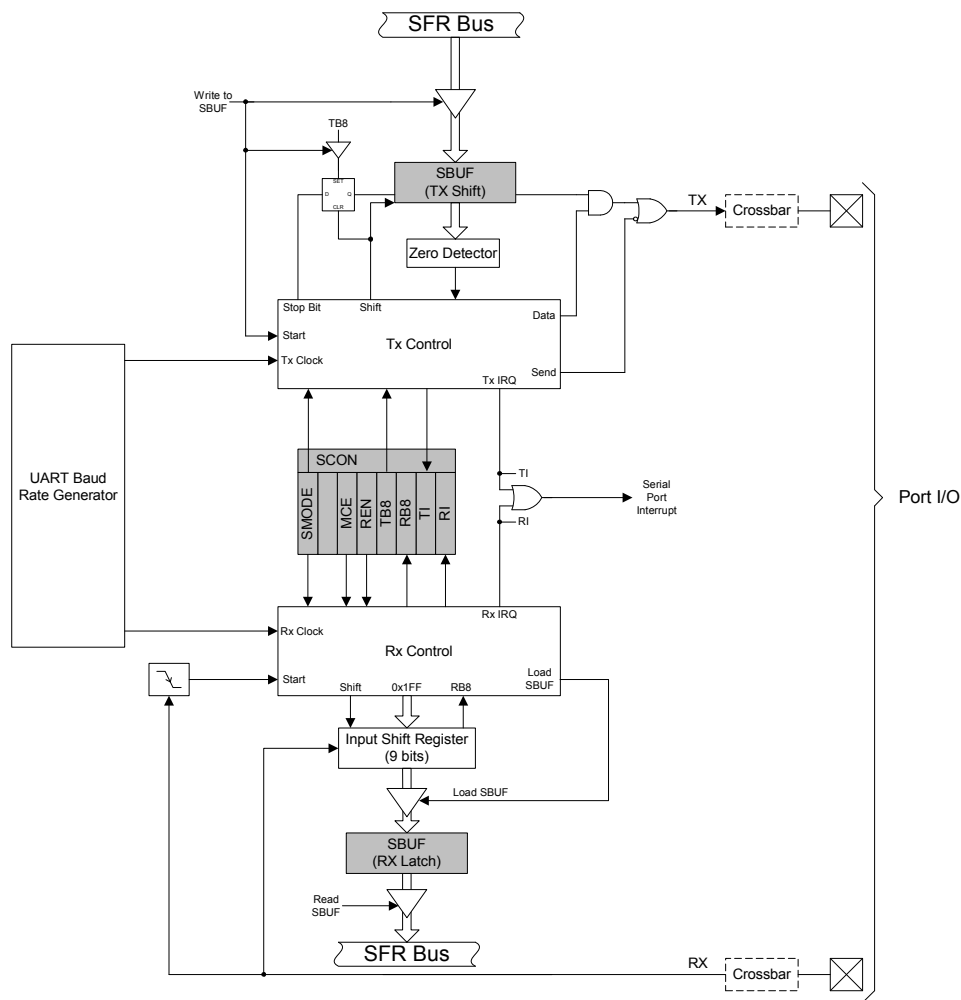 SFR Bus
Write to
SBUF
TB8
SBUF
(TX Shift)
SET
D
Q
CLR
TX
Crossbar
Zero Detector
Stop Bit
Shift
Data
Start
Tx Control
Tx Clock
Send
Tx IRQ
UART Baud
Rate Generator
SCON
SMODE
MCE
REN
TB8
RB8
TI
RI
TI
Serial
Port
Interrupt
RI
Port I/O
Rx IRQ
Rx Clock
Rx Control
Start
Load
SBUF
Shift
0x1FF
RB8
Input Shift Register
(9 bits)
Load SBUF
SBUF
(RX Latch)
Read
SBUF
SFR Bus
RX
Crossbar